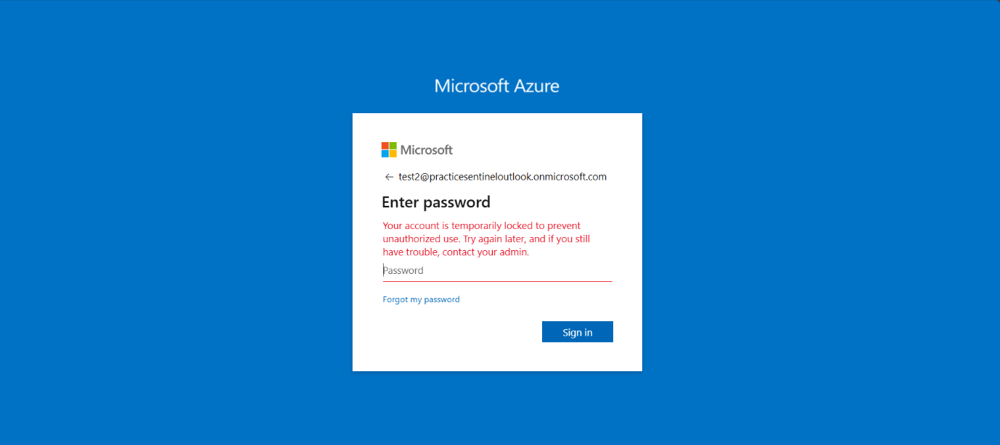 Microsoft Azure
Microsoft
test2@practicesentineloutlook.onmicrosoft.com
Enter password
Your account is temporarily locked to prevent
unauthorized use. Try again later, and if you still
have trouble, contact your admin.
Password
Forgot my password
Sign in